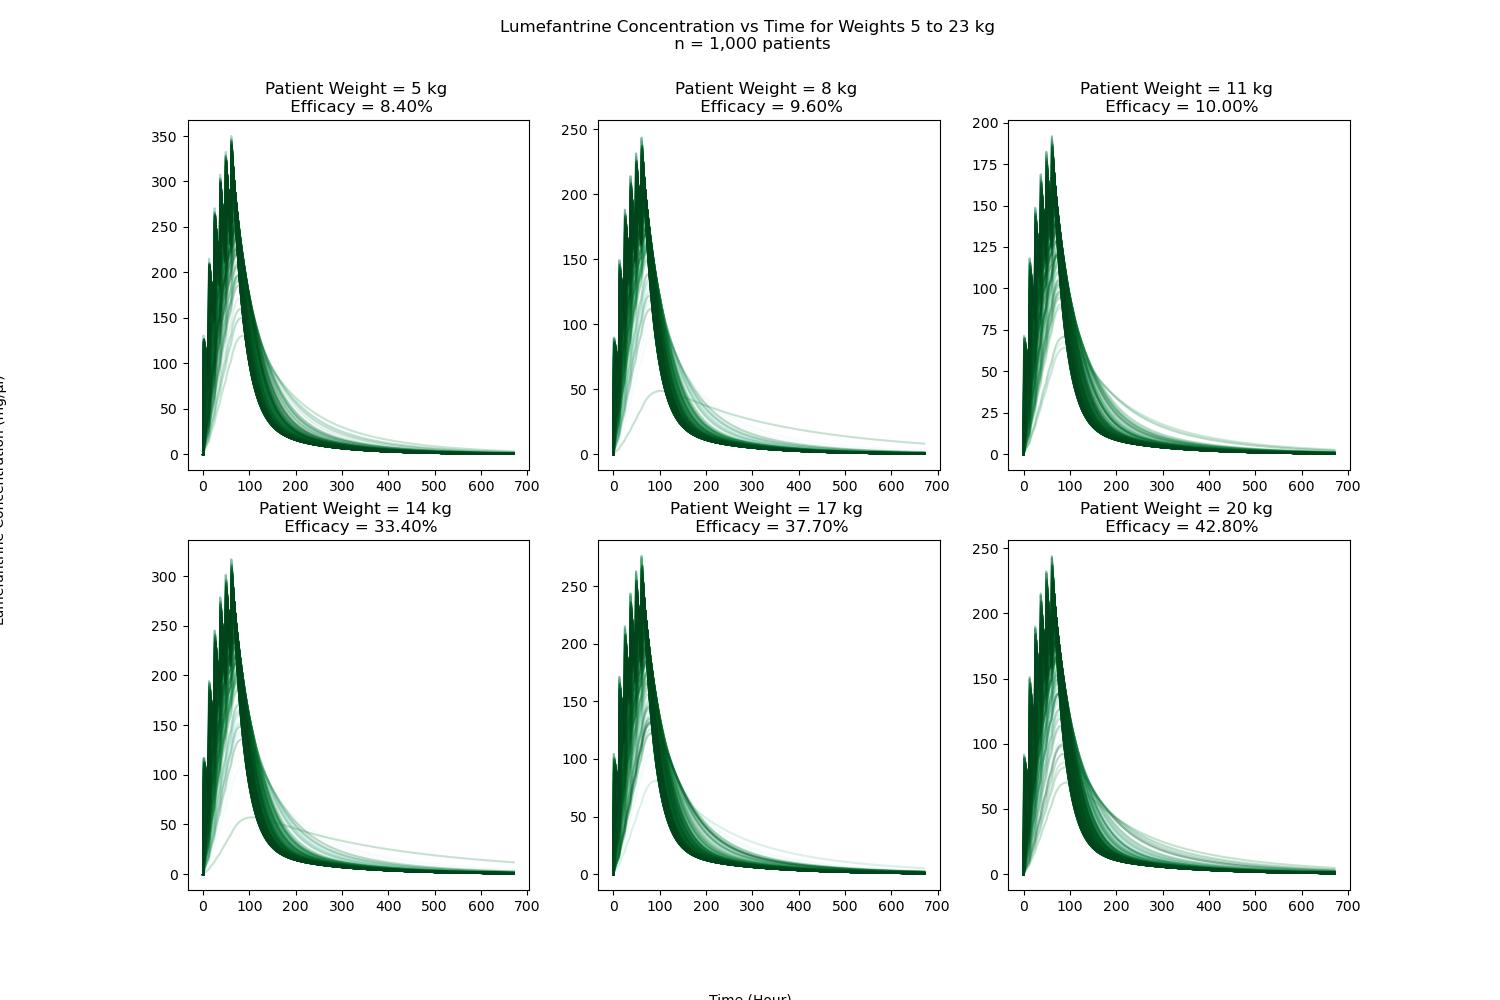 Lumefantrine Concentration vs Time for Weights 5 to 23 kg
n = 1,000 patients
Patient Weight = 5 kg
Efficacy = 8.40%
350
300
250
200
150
100
50
0
0 100 200 300 400 500 600 700
Patient Weight = 8 kg
Efficacy = 9.60%
250
200
150
100
50
0
0 100 200 300 400 500 600 700
Patient Weight = 11 kg
Efficacy = 10.00%
200
175
150
125
100
75
50
25
0
0 100 200 300 400 500 600 700
Patient Weight = 14 kg
Efficacy = 33.40%
300
250
200
150
100
50
0
0 100 200 300 400 500 600 700
Patient Weight = 17 kg
Efficacy = 37.70%
250
200
150
100
50
0
0 100 200 300 400 500 600 700
Patient Weight = 20 kg
Efficacy = 42.80%
250
200
150
100
50
0
0 100 200 300 400 500 600 700
Time (Hour)